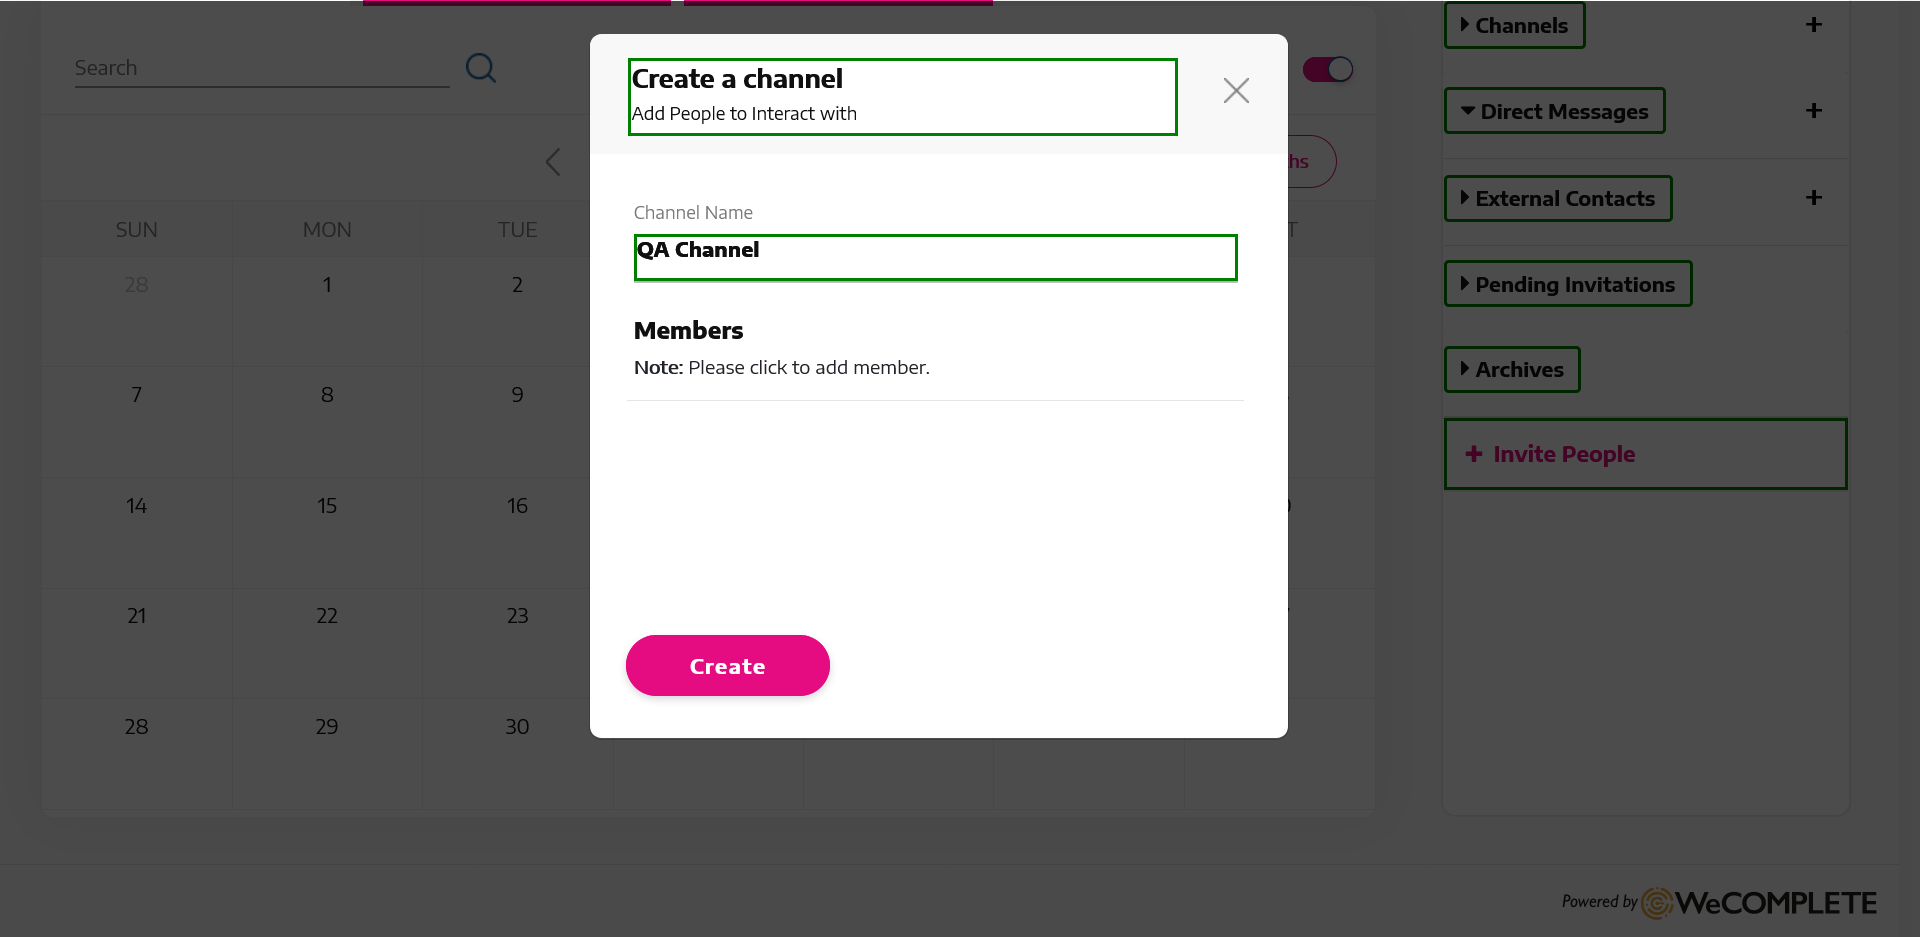 Search
SUN MON TUE
28 1 2
7 8 9
14 15 16
21 22 23
28 29 30
Create a channel
Add People to Interact with
Channel Name
QA Channel
Members
Note: Please click to add member.
Create
Channels +
Direct Messages +
External Contacts +
Pending Invitations
Archives
+ Invite People
Powered by WeCOMPLETE